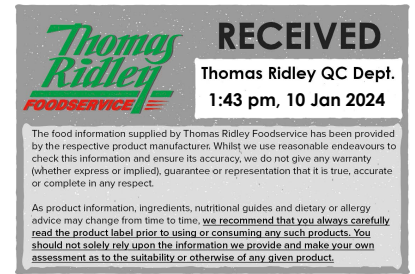 Thomas
Ridley
FOODSERVICE
RECEIVED
Thomas Ridley QC Dept.
1:43 pm, 10 Jan 2024
The food information supplied by Thomas Ridley Foodservice has been provided
by the respective product manufacturer. Whilst we use reasonable endeavours to
check this information and ensure its accuracy, we do not give any warranty
(whether express or implied), guarantee or representation that it is true, accurate
or complete in any respect.
As product information, ingredients, nutritional guides and dietary or allergy
advice may change from time to time, we recommend that you always carefully
read the product label prior to using or consuming any such products. You
should not solely rely upon the information we provide and make your own
assessment as to the suitability or otherwise of any given product.